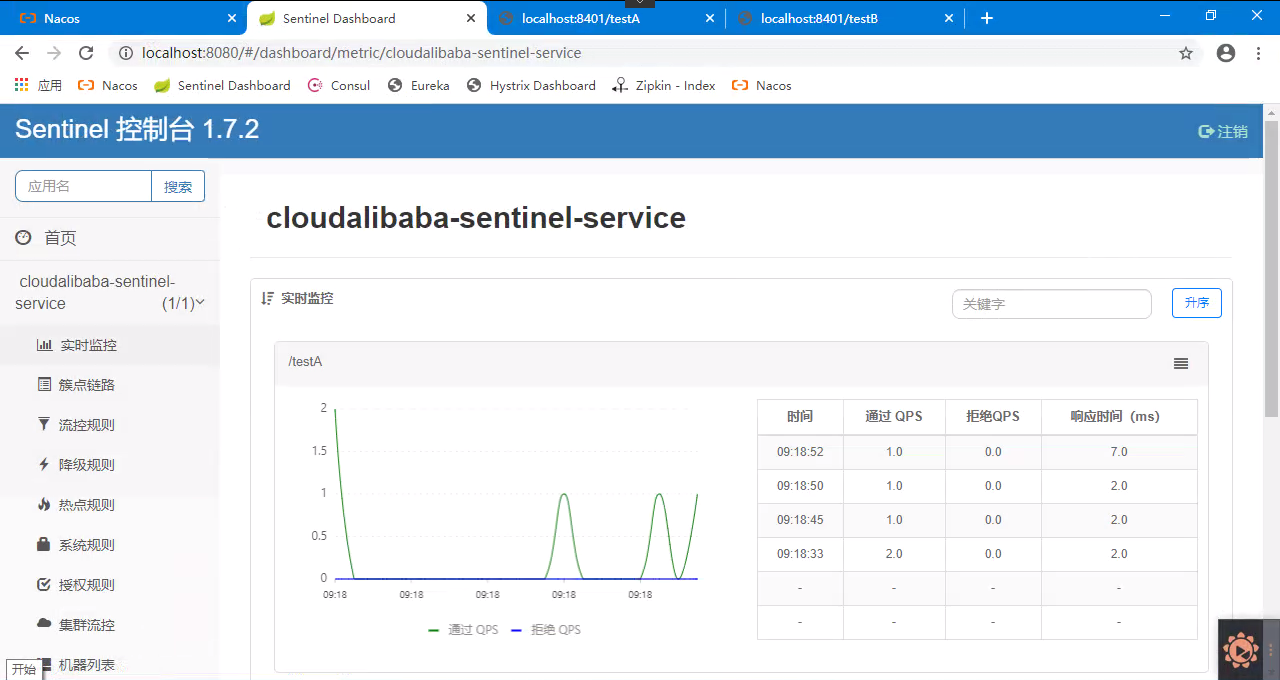 Nacos
Sentinel Dashboard
localhost:8401/testA
localhost:8401/testB
localhost:8080/#/dashboard/metric/cloudalibaba-sentinel-service
应用 Nacos Sentinel Dashboard Consul Eureka Hystrix Dashboard Zipkin - Index Nacos
Sentinel 控制台 1.7.2
注销
应用名 搜索
首页
cloudalibaba-sentinel-
service (1/1)
实时监控
簇点链路
流控规则
降级规则
热点规则
系统规则
授权规则
集群流控
机器列表
开始
cloudalibaba-sentinel-service
实时监控
关键字 升序
/testA
2
1.5
1
0.5
0
09:18 09:18 09:18 09:18 09:18
通过 QPS 拒绝 QPS
时间 通过 QPS 拒绝QPS 响应时间 (ms)
09:18:52 1.0 0.0 7.0
09:18:50 1.0 0.0 2.0
09:18:45 1.0 0.0 2.0
09:18:33 2.0 0.0 2.0
- - - -
- - - -